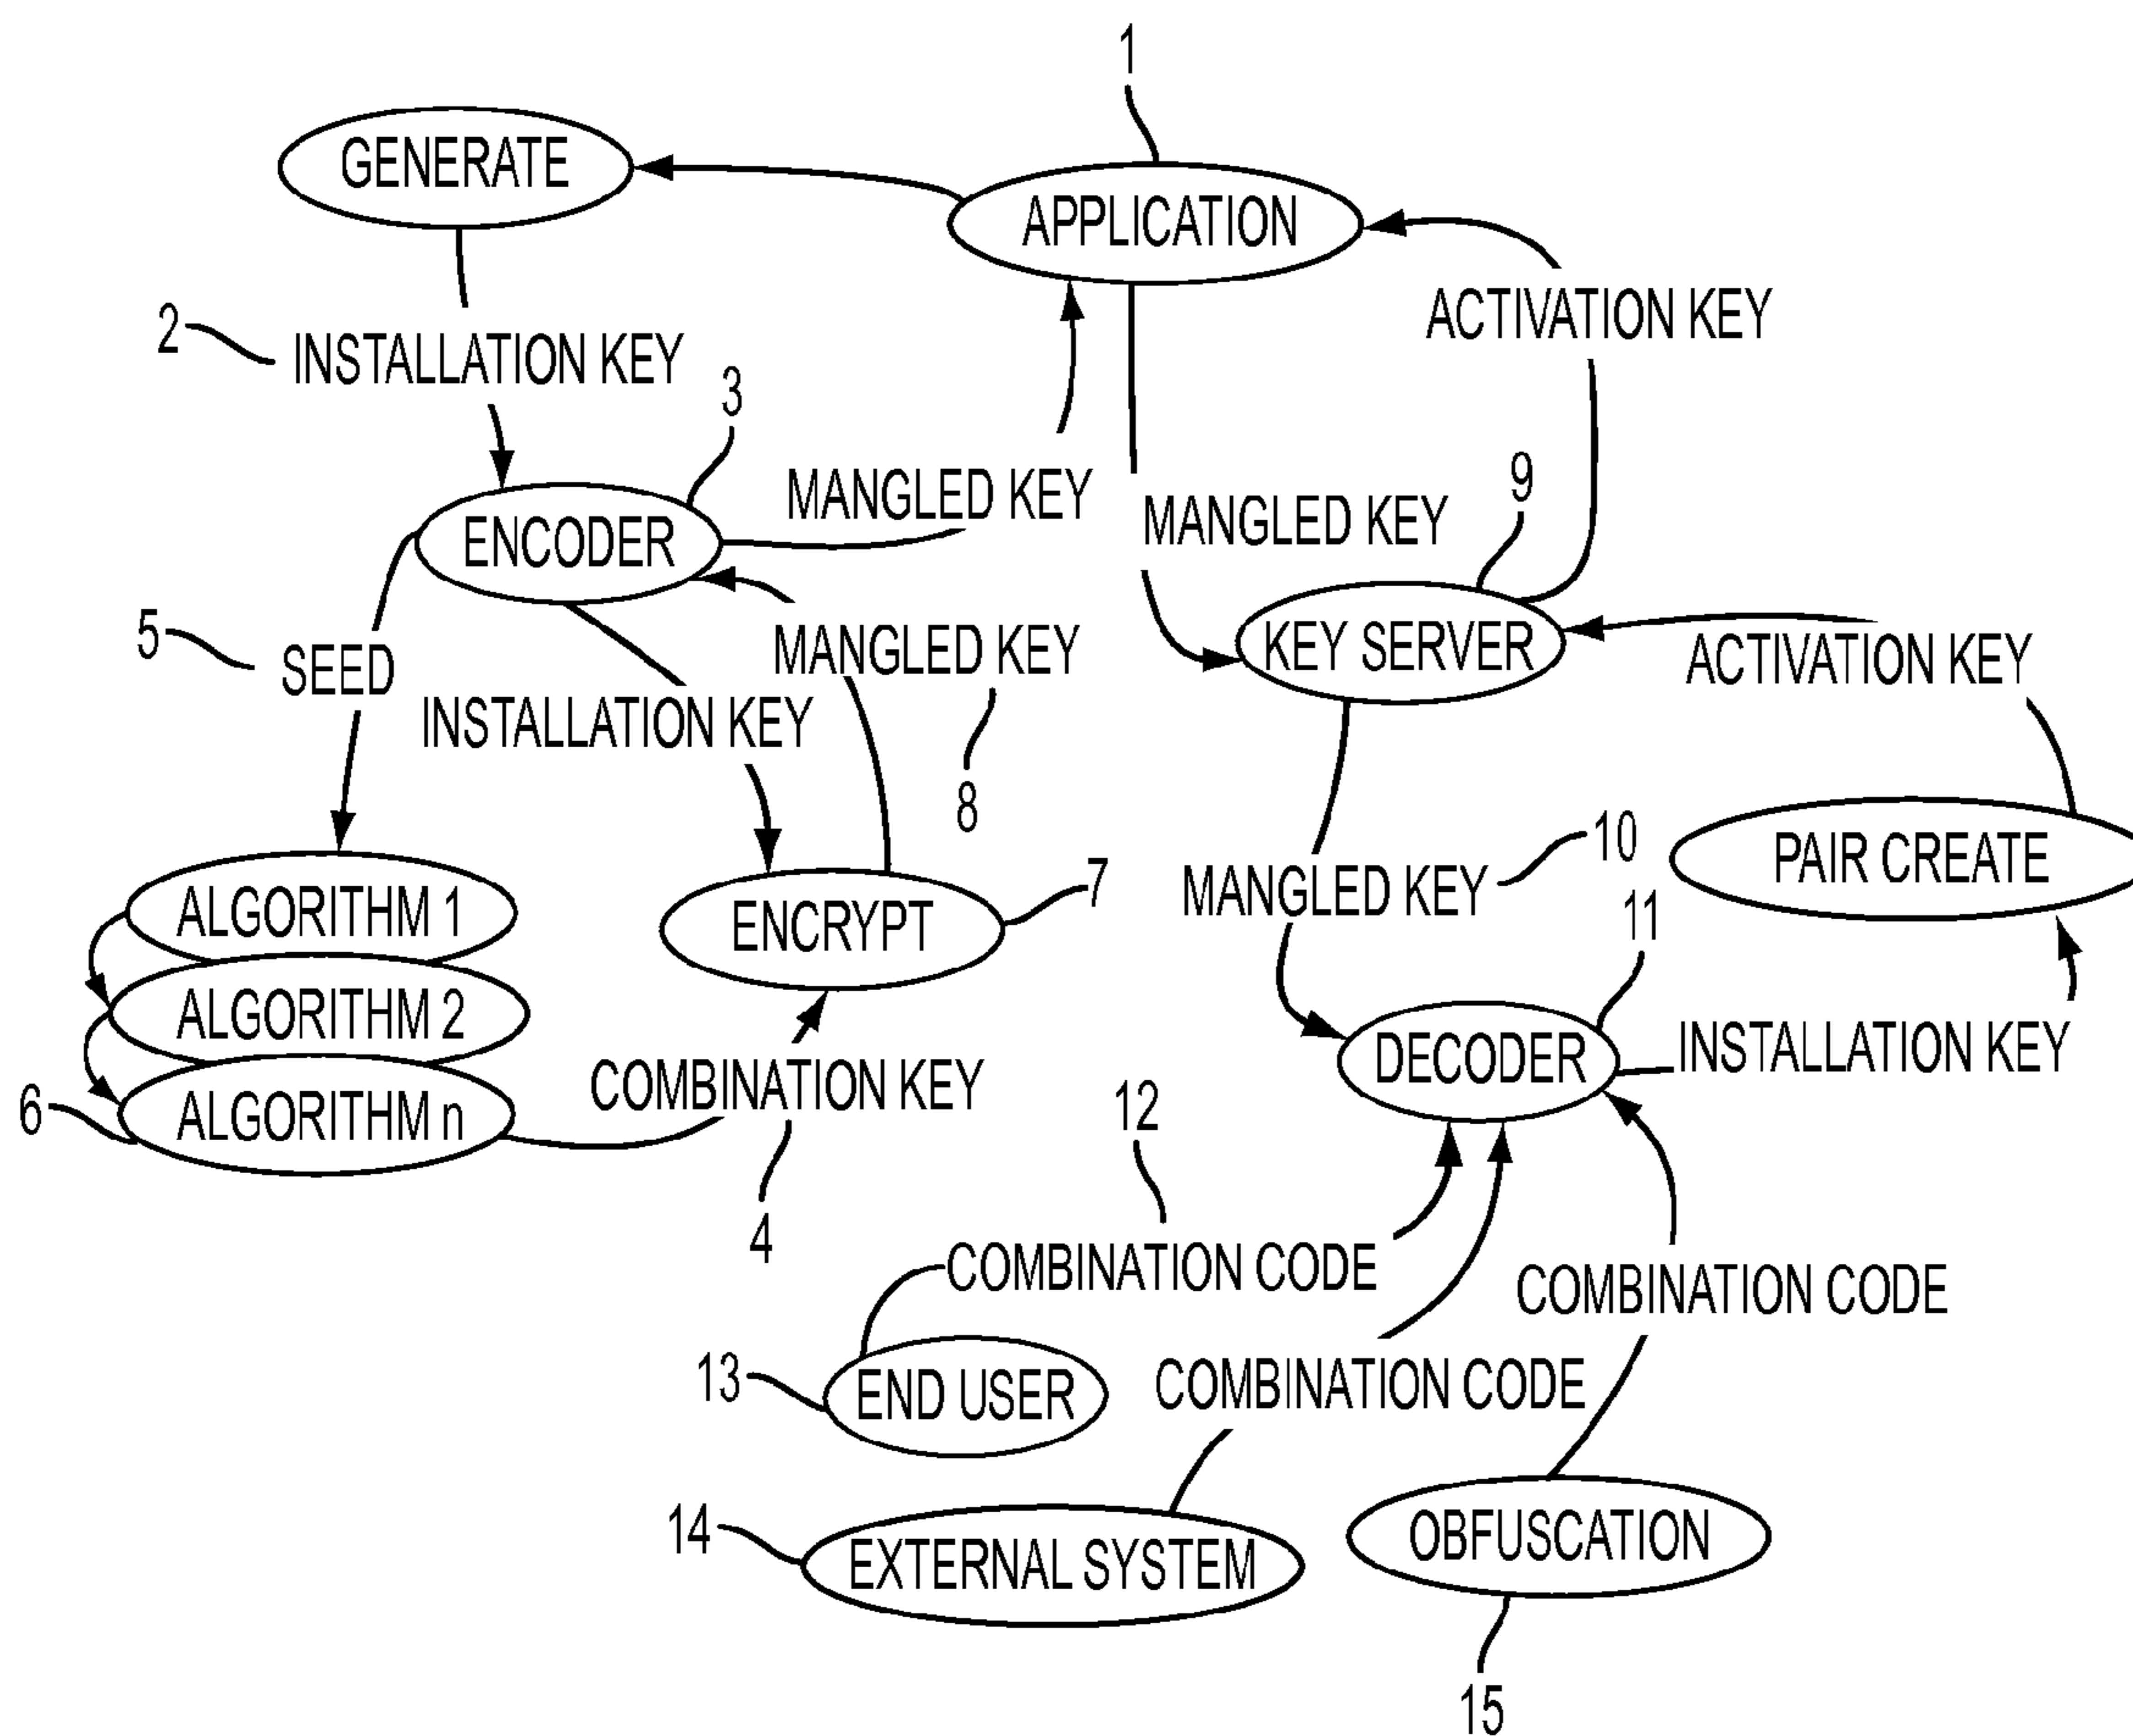 1
GENERATE
APPLICATION
ACTIVATION KEY
2
INSTALLATION KEY
3
MANGLED KEY
MANGLED KEY
9
ENCODER
KEY SERVER
5
SEED
MANGLED KEY
ACTIVATION KEY
INSTALLATION KEY
8
10
PAIR CREATE
MANGLED KEY
7
ALGORITHM 1
ENCRYPT
11
ALGORITHM 2
DECODER
INSTALLATION KEY
COMBINATION KEY
12
6
ALGORITHM n
4
COMBINATION CODE
COMBINATION CODE
13
END USER
COMBINATION CODE
14
EXTERNAL SYSTEM
OBFUSCATION
15